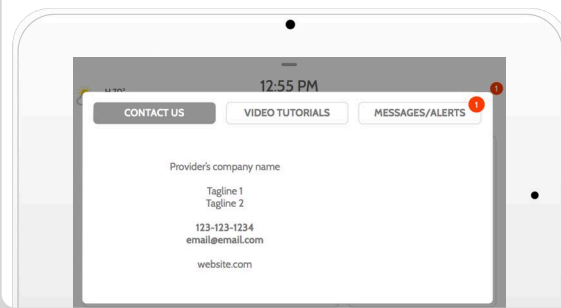 12:55 PM
1
CONTACT US
VIDEO TUTORIALS
MESSAGES/ALERTS
1
Provider's company name
Tagline 1
Tagline 2
123-123-1234
email@email.com
website.com